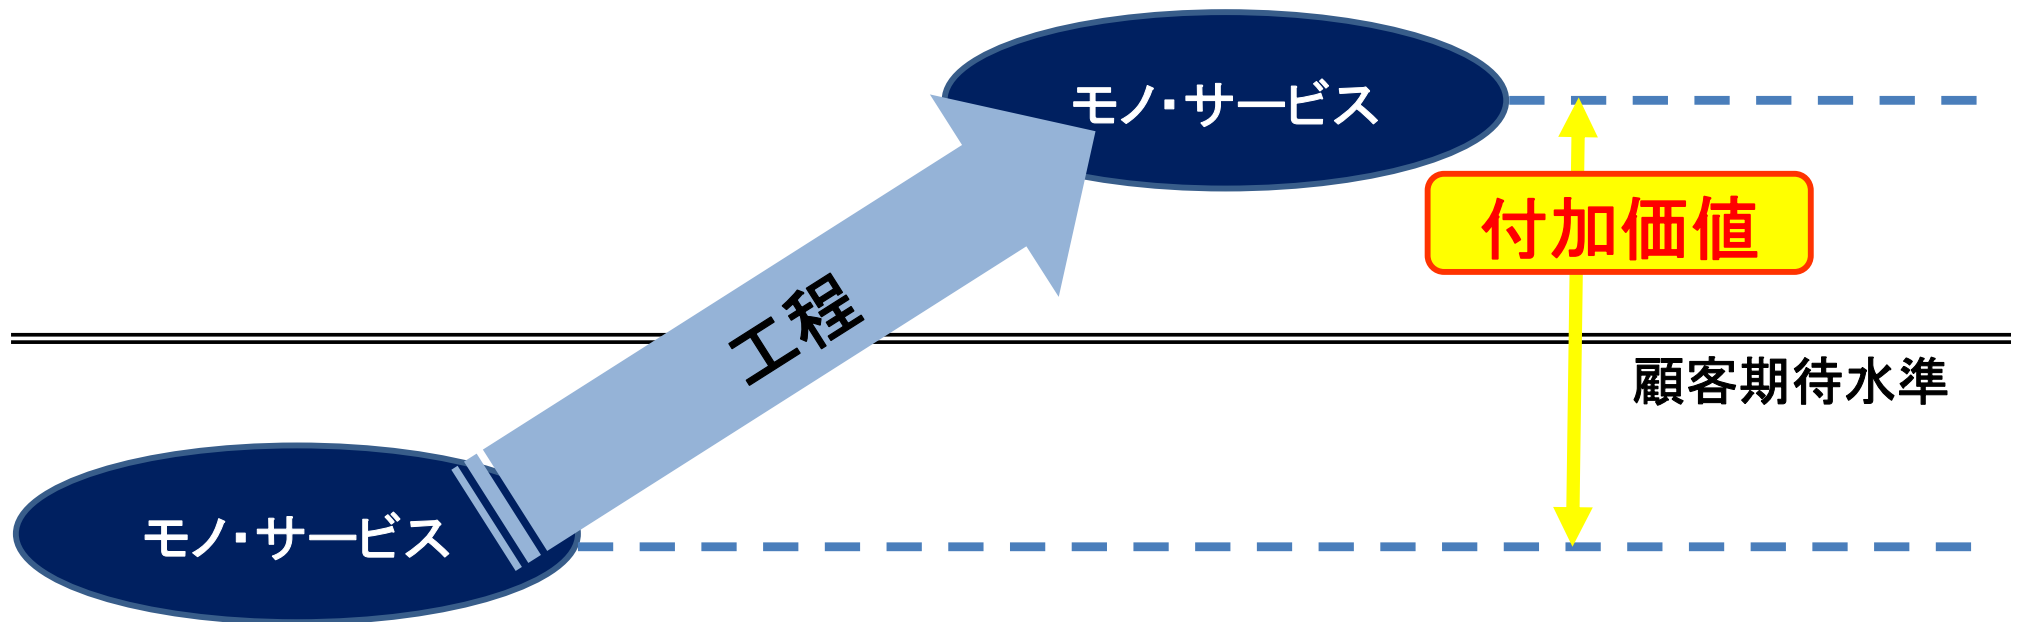 モノ・サービス
付加価値
工程
顧客期待水準
モノ・サービス